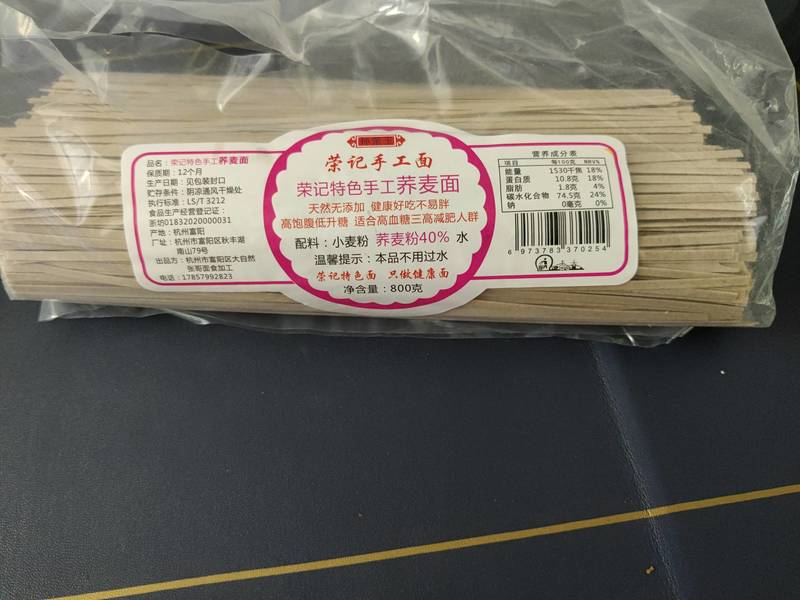 品名：荣记特色手工荞麦面
保质期：12个月
生产日期：见包装封口
贮存条件：阴凉通风干燥处
执行标准：LS/T 3212
食品生产经营登记证：
浙坊01832020000031
产地：杭州富阳
厂址：杭州市富阳区秋丰湖
南山79号
出品方：杭州市富阳区大自然
张哥面食加工
电话：17857992823
荣记手工面
荣记特色手工荞麦面
天然无添加 健康好吃不易胖
高饱腹低升糖 适合高血糖三高减肥人群
配料：小麦粉 荞麦粉40% 水
温馨提示：本品不用过水
荣记特色面 只做健康面
净含量：800克
营养成分表
项目 每100克 NRV%
能量 1530千焦 18%
蛋白质 10.8克 18%
脂肪 1.8克 4%
碳水化合物 74.5克 24%
钠 0毫克 0%
6 973783 370254